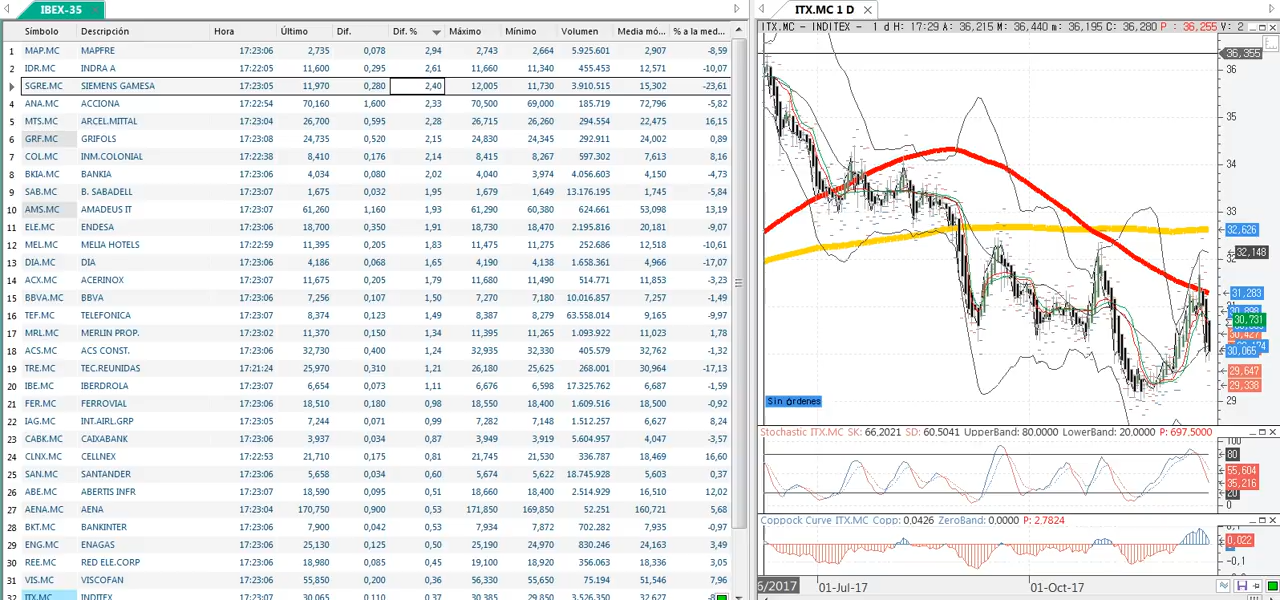 IBEX-35
Símbolo Descripción Hora Último Dif. Dif. % Máximo Mínimo Volumen Media mó... % a la med...
1 MAP.MC MAPFRE 17:23:06 2,735 0,078 2,94 2,743 2,664 5.925.601 2,907 -8,59
2 IDR.MC INDRA A 17:22:05 11,600 0,295 2,61 11,660 11,340 455.453 12,571 -10,07
SGRE.MC SIEMENS GAMESA 17:23:05 11,970 0,280 2,40 12,005 11,730 3.910.515 15,302 -23,61
4 ANA.MC ACCIONA 17:22:54 70,160 1,600 2,33 70,500 69,000 185.719 72,796 -5,82
5 MTS.MC ARCEL.MITTAL 17:23:04 26,700 0,595 2,28 26,715 26,260 294.554 22,475 16,15
6 GRF.MC GRIFOLS 17:23:08 24,735 0,520 2,15 24,830 24,345 292.911 24,002 0,89
7 COL.MC INM.COLONIAL 17:22:38 8,410 0,176 2,14 8,415 8,267 597.302 7,613 8,16
8 BKIA.MC BANKIA 17:23:06 4,034 0,080 2,02 4,040 3,974 4.056.603 4,150 -4,73
9 SAB.MC B. SABADELL 17:23:07 1,675 0,032 1,95 1,679 1,649 13.176.195 1,745 -5,84
10 AMS.MC AMADEUS IT 17:23:07 61,260 1,160 1,93 61,290 60,380 624.661 53,098 13,19
11 ELE.MC ENDESA 17:23:06 18,700 0,350 1,91 18,730 18,470 2.195.816 20,181 -9,07
12 MEL.MC MELIA HOTELS 17:22:59 11,395 0,205 1,83 11,475 11,275 252.686 12,518 -10,61
13 DIA.MC DIA 17:23:06 4,186 0,068 1,65 4,190 4,138 1.658.361 4,966 -17,07
14 ACX.MC ACERINOX 17:23:07 11,675 0,205 1,79 11,680 11,490 514.771 11,853 -3,23
15 BBVA.MC BBVA 17:23:06 7,256 0,107 1,50 7,270 7,180 10.016.857 7,257 -1,49
16 TEF.MC TELEFONICA 17:23:07 8,374 0,123 1,49 8,387 8,279 63.558.014 9,165 -9,97
17 MRL.MC MERLIN PROP. 17:23:02 11,370 0,150 1,34 11,395 11,265 1.093.922 11,023 1,78
18 ACS.MC ACS CONST. 17:23:06 32,730 0,400 1,24 32,935 32,330 405.579 32,762 -1,32
19 TRE.MC TEC.REUNIDAS 17:21:24 25,970 0,310 1,21 26,180 25,625 268.001 30,964 -17,13
20 IBE.MC IBERDROLA 17:23:06 6,654 0,073 1,11 6,676 6,598 17.325.762 6,687 -1,59
21 FER.MC FERROVIAL 17:23:06 18,510 0,180 0,98 18,550 18,400 1.609.516 18,500 -0,92
22 IAG.MC INT.AIRL.GRP 17:23:05 7,244 0,071 0,99 7,282 7,148 1.512.257 6,627 8,24
23 CABK.MC CAIXABANK 17:23:06 3,937 0,034 0,87 3,949 3,919 5.604.957 4,047 -3,57
24 CLNX.MC CELLNEX 17:22:53 21,710 0,175 0,81 21,745 21,455 336.787 18,469 16,60
25 SAN.MC SANTANDER 17:23:06 5,658 0,034 0,60 5,674 5,622 18.745.928 5,603 0,37
26 ABE.MC ABERTIS INFR 17:23:07 18,590 0,095 0,51 18,660 18,400 2.514.929 16,510 12,02
27 AENA.MC AENA 17:23:04 170,750 0,900 0,53 171,850 169,850 52.251 160,721 5,68
28 BKT.MC BANKINTER 17:23:06 7,900 0,042 0,53 7,934 7,872 702.282 7,935 -0,97
29 ENG.MC ENAGAS 17:23:06 25,130 0,125 0,50 25,190 24,970 830.246 24,163 3,49
30 REE.MC RED ELE.CORP 17:23:06 18,980 0,085 0,45 19,100 18,920 356.063 18,336 3,05
31 VIS.MC VISCOFAN 17:23:06 55,850 0,200 0,36 56,330 55,650 75.194 51,546 7,96
32 ITX.MC INDITEX 17:23:07 30,065 0,110 0,37 30,385 29,850 3.526.350 32,627
ITX.MC 1 D
ITX.MC - INDITEX - 1 d H: 17:29 A: 36,215 M: 36,440 m: 36,195 C: 36,280 P : 36,255 V: 2
36,355
36
35
34
33
32,626
32,148
31,283
30,731
30,065
29,647
29,338
29
Sin órdenes
Stochastic ITX.MC SK: 66,2021 SD: 60,5041 UpperBand: 80,0000 LowerBand: 20,0000 P: 697,5000
100
80
55,604
35,216
20
0
Coppock Curve ITX.MC Copp: 0,0426 ZeroBand: 0,0000 P: 2,7824
0,1
0,022
-0,1
6/2017 01-Jul-17 01-Oct-17